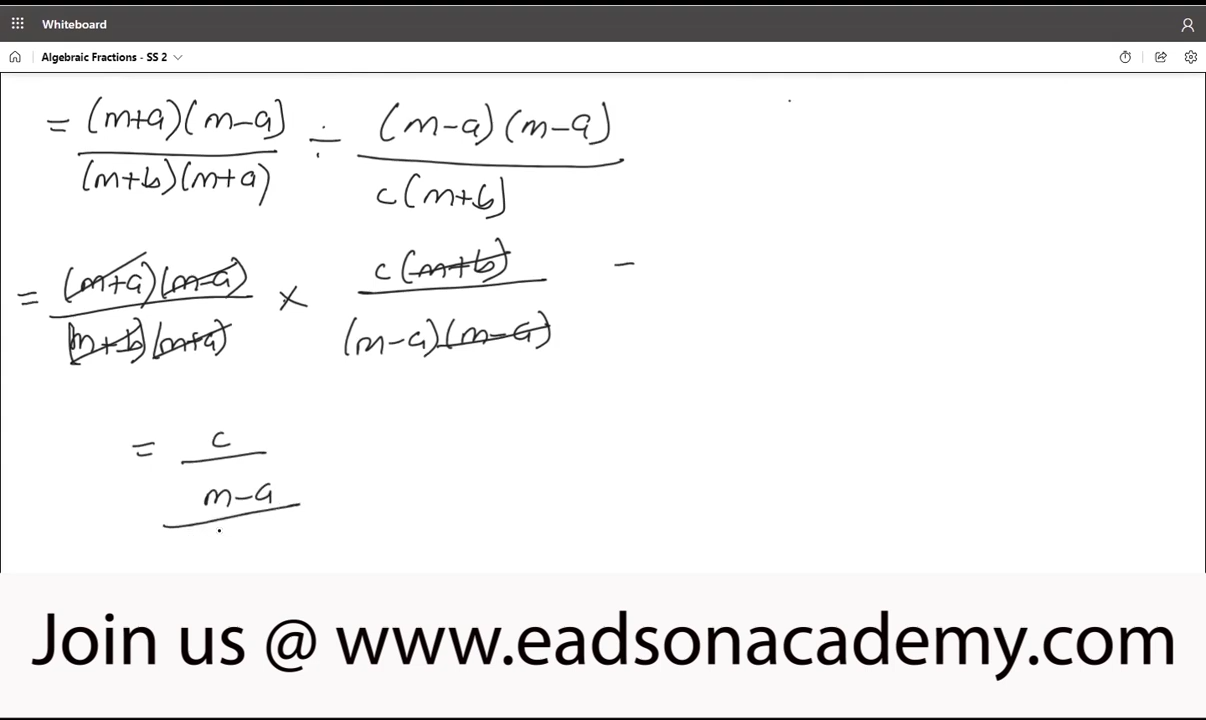 Whiteboard
Algebraic Fractions - SS 2
= (m+a)(m-a) ÷ (m-a)(m-a)
(m+b)(m+a) c(m+b)
= (m+a)(m-a) × c(m+b) -
(m+b)(m+a) (m-a)(m-a)
= c
m-a
Join us @ www.eadsonacademy.com